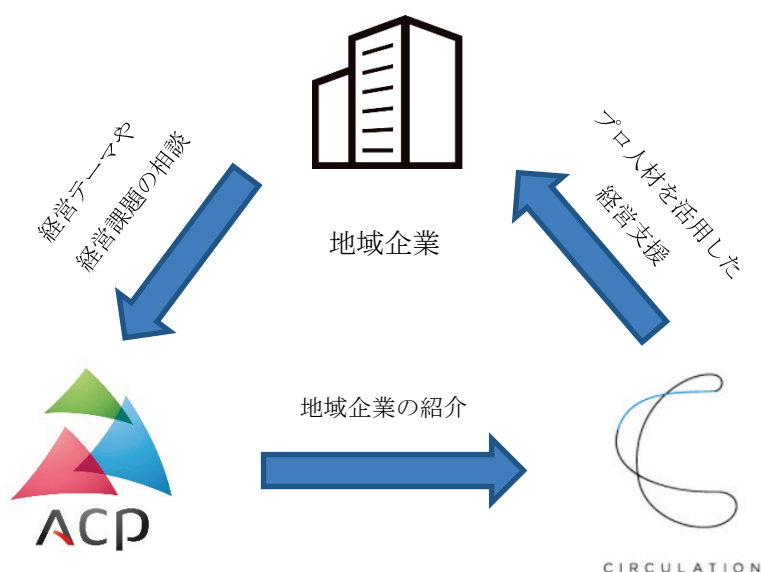 経営テーマや
経営課題の相談
プロ人材を活用した
経営支援
地域企業
地域企業の紹介
ACP
CIRCULATION